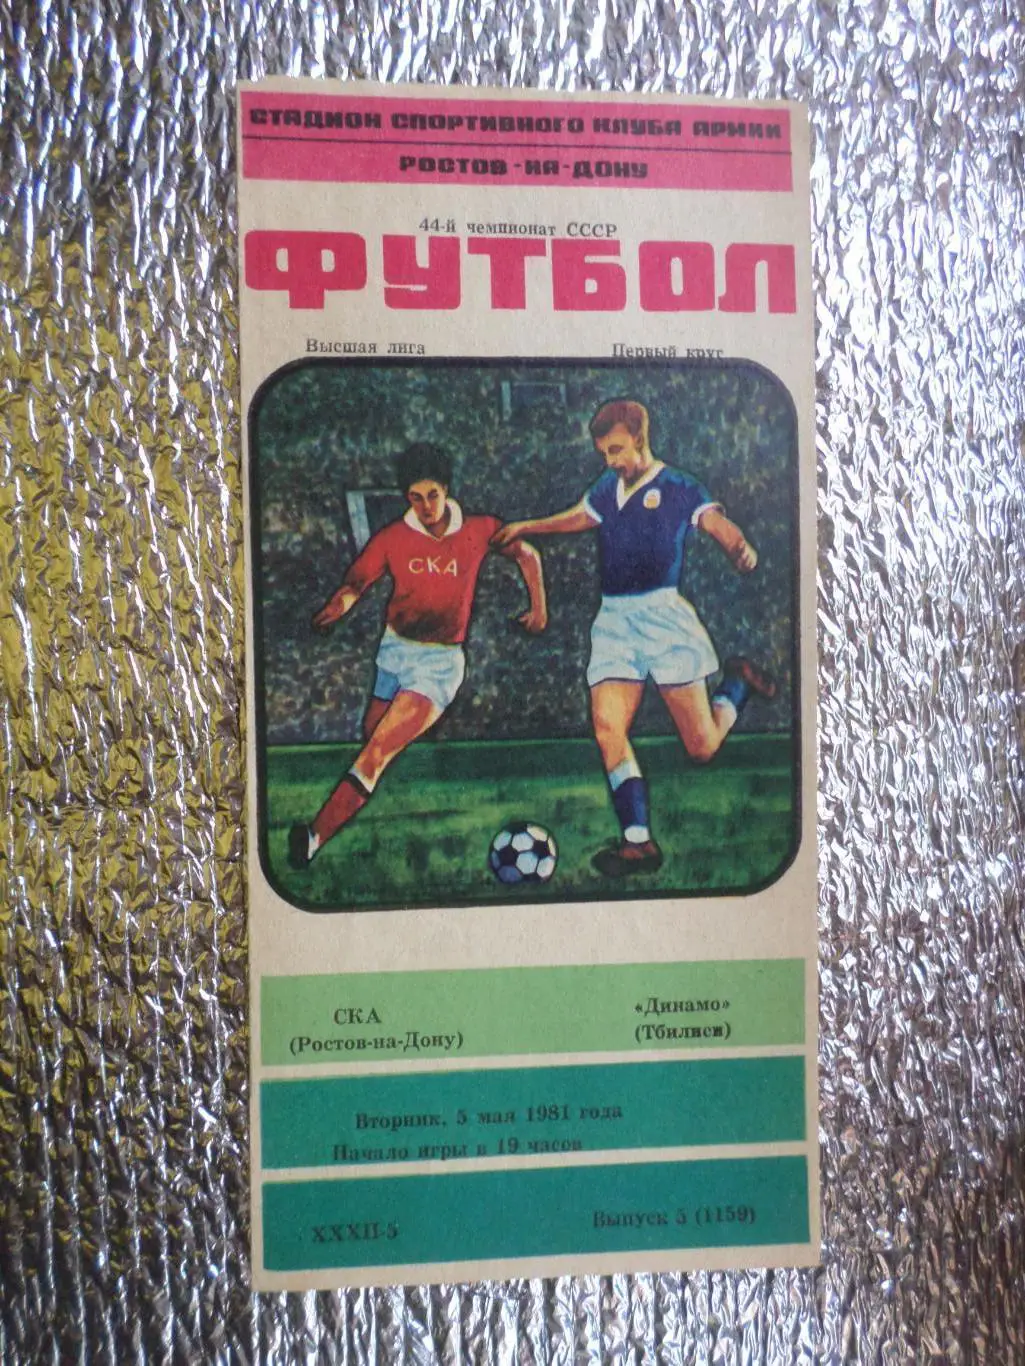 СТАДИОН СПОРТИВНОГО КЛУБА АРМИИ
РОСТОВ-НА-ДОНУ
44-й чемпионат СССР
ФУТБОЛ
Высшая лига Первый круг
СКА
СКА «Динамо»
(Ростов-на-Дону) (Тбилиси)
Вторник, 5 мая 1981 года
Начало игры в 19 часов
XXXII-5 Выпуск 5 (1159)